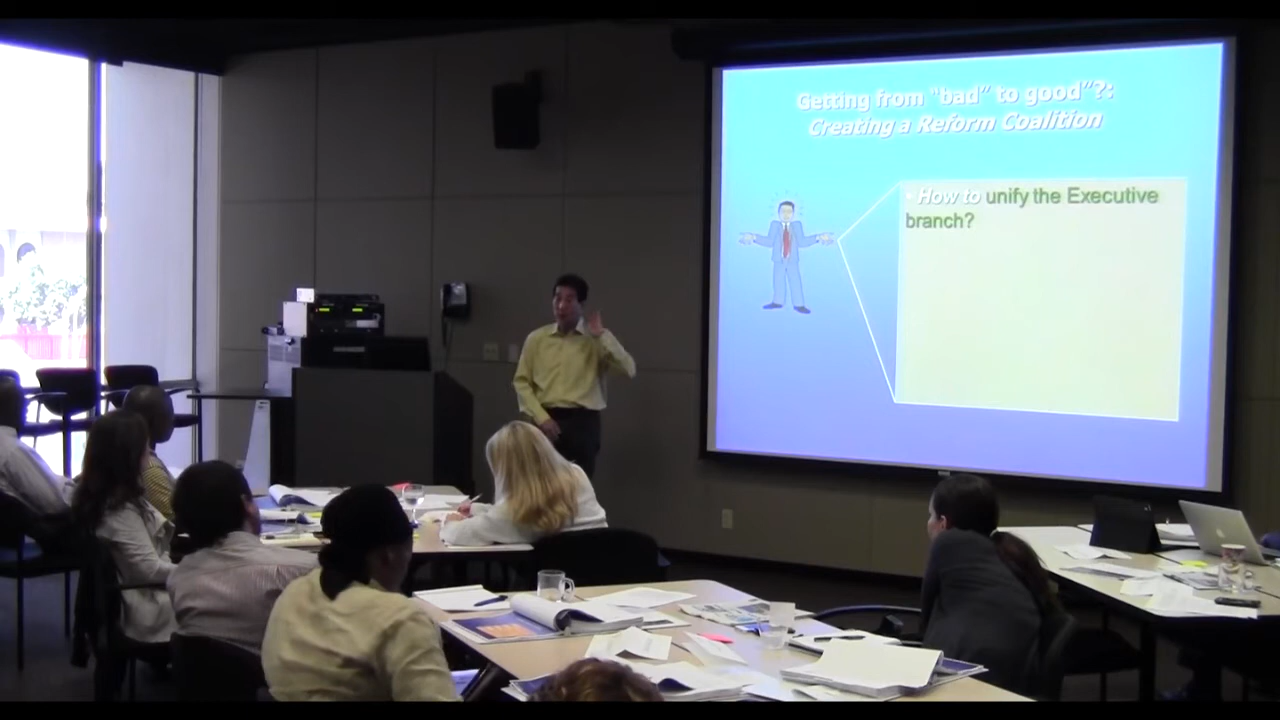 Getting from "bad" to good"?:
Creating a Reform Coalition
• How to unify the Executive
branch?